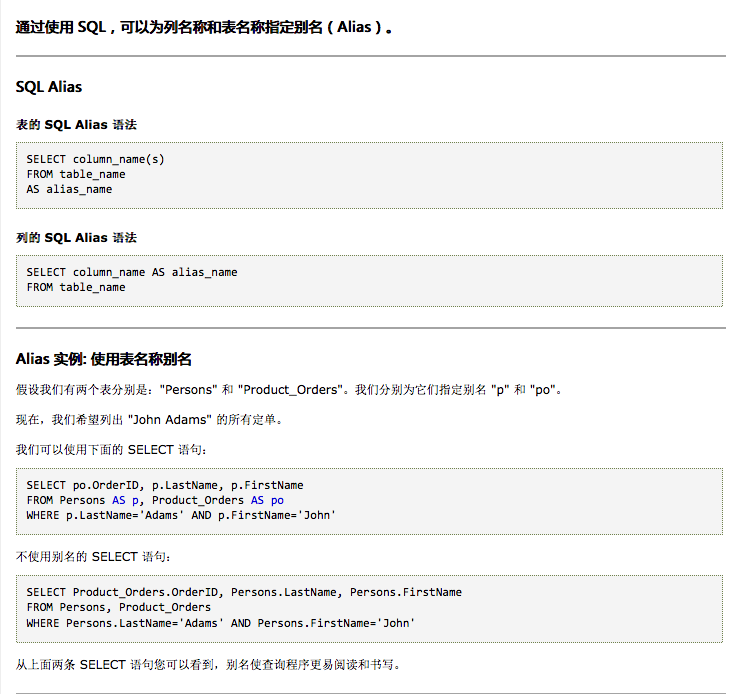 通过使用 SQL，可以为列名称和表名称指定别名（Alias）。
SQL Alias
表的 SQL Alias 语法
SELECT column_name(s)
FROM table_name
AS alias_name
列的 SQL Alias 语法
SELECT column_name AS alias_name
FROM table_name
Alias 实例: 使用表名称别名
假设我们有两个表分别是："Persons" 和 "Product_Orders"。我们分别为它们指定别名 "p" 和 "po"。
现在，我们希望列出 "John Adams" 的所有定单。
我们可以使用下面的 SELECT 语句：
SELECT po.OrderID, p.LastName, p.FirstName
FROM Persons AS p, Product_Orders AS po
WHERE p.LastName='Adams' AND p.FirstName='John'
不使用别名的 SELECT 语句：
SELECT Product_Orders.OrderID, Persons.LastName, Persons.FirstName
FROM Persons, Product_Orders
WHERE Persons.LastName='Adams' AND Persons.FirstName='John'
从上面两条 SELECT 语句您可以看到，别名使查询程序更易阅读和书写。